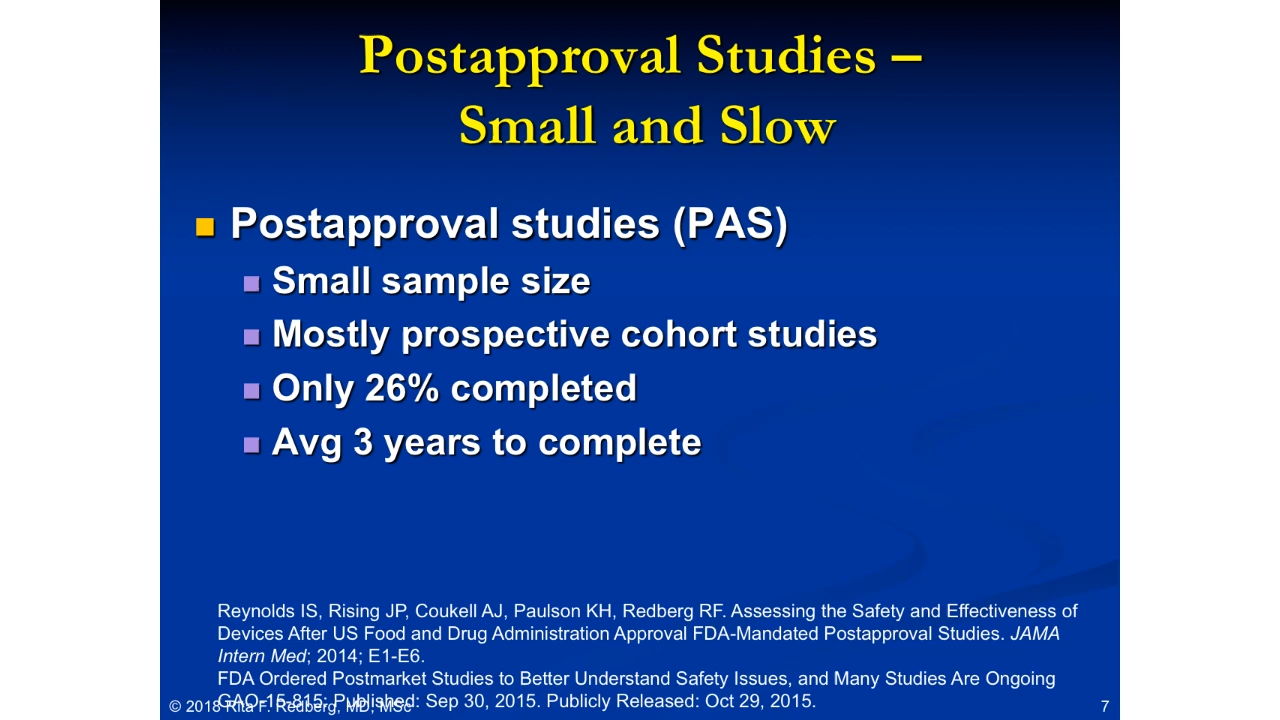 Postapproval Studies –
Small and Slow
Postapproval studies (PAS)
Small sample size
Mostly prospective cohort studies
Only 26% completed
Avg 3 years to complete
Reynolds IS, Rising JP, Coukell AJ, Paulson KH, Redberg RF. Assessing the Safety and Effectiveness of
Devices After US Food and Drug Administration Approval FDA-Mandated Postapproval Studies. JAMA
Intern Med; 2014; E1-E6.
FDA Ordered Postmarket Studies to Better Understand Safety Issues, and Many Studies Are Ongoing
GAO-15-815: Published: Sep 30, 2015. Publicly Released: Oct 29, 2015.
© 2018 Rita F. Redberg, MD, MSc
7